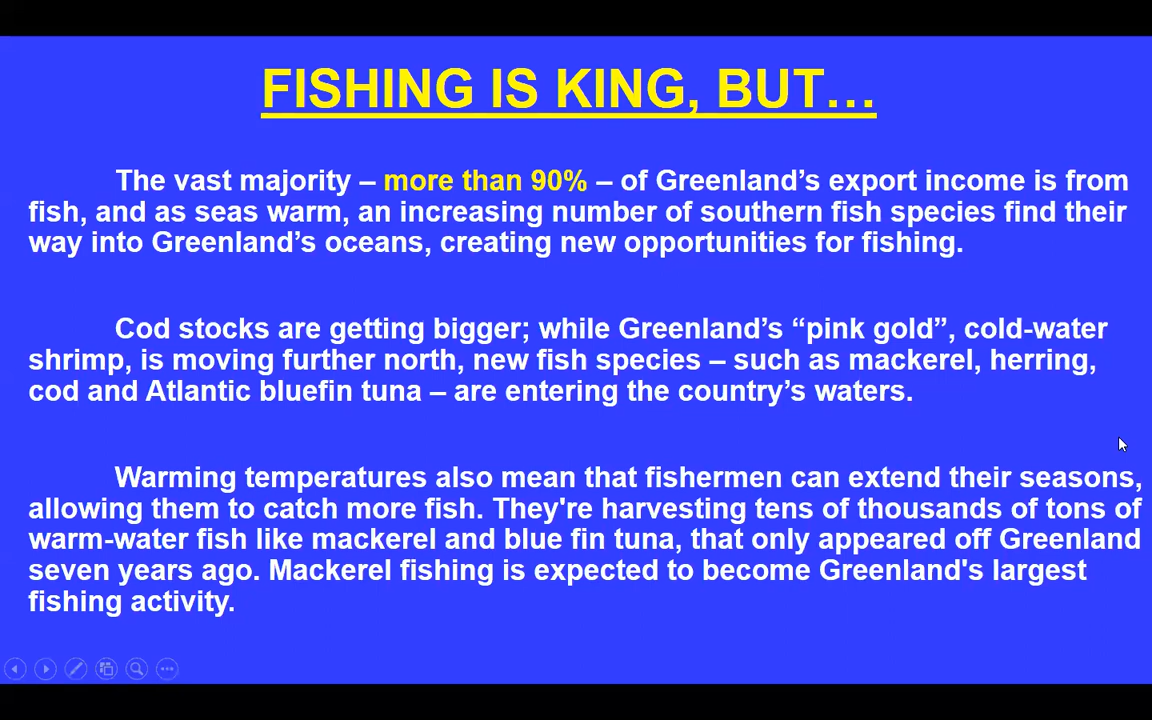 FISHING IS KING, BUT…
The vast majority – more than 90% – of Greenland’s export income is from
fish, and as seas warm, an increasing number of southern fish species find their
way into Greenland’s oceans, creating new opportunities for fishing.
Cod stocks are getting bigger; while Greenland’s “pink gold”, cold-water
shrimp, is moving further north, new fish species – such as mackerel, herring,
cod and Atlantic bluefin tuna – are entering the country’s waters.
Warming temperatures also mean that fishermen can extend their seasons,
allowing them to catch more fish. They're harvesting tens of thousands of tons of
warm-water fish like mackerel and blue fin tuna, that only appeared off Greenland
seven years ago. Mackerel fishing is expected to become Greenland's largest
fishing activity.